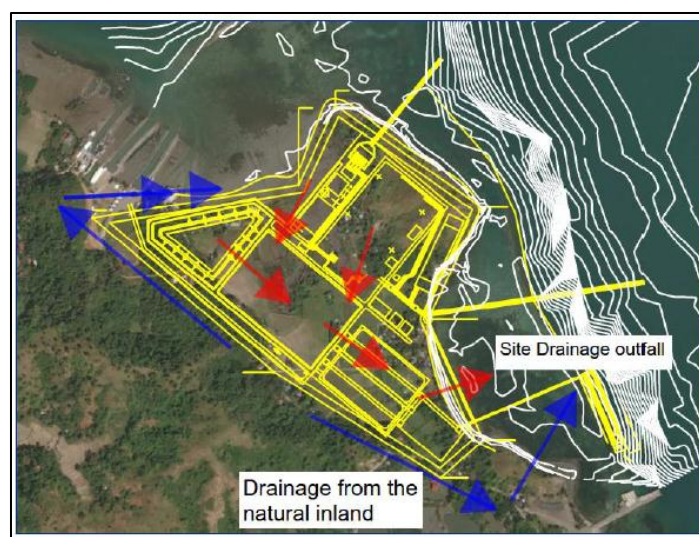 Site Drainage outfall
Drainage from the
natural inland